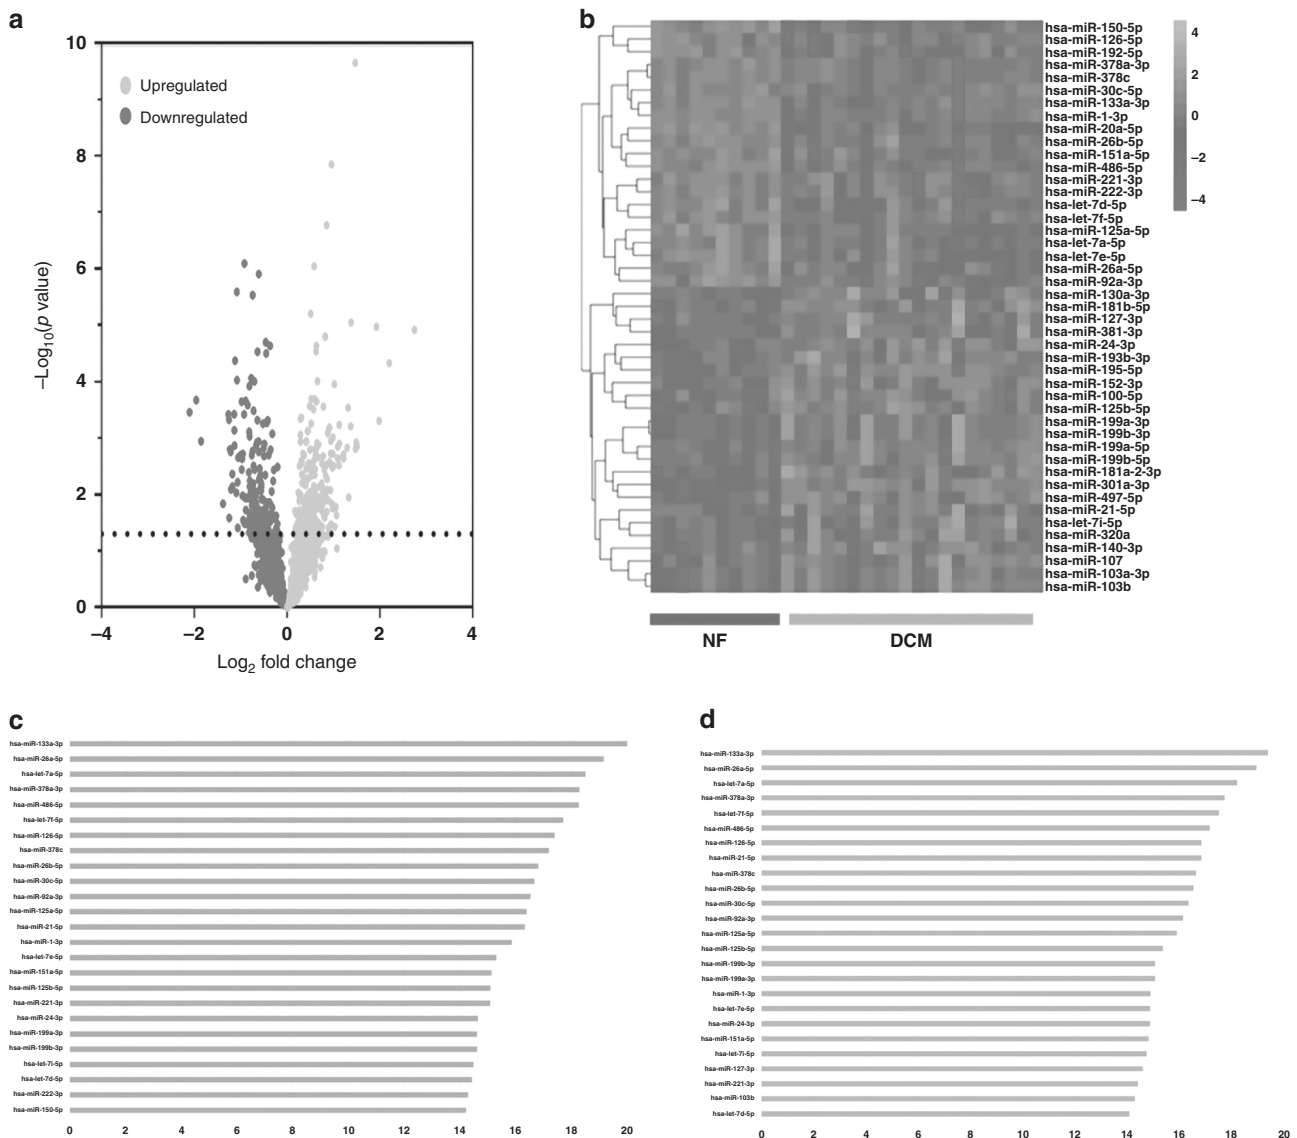 a
10
8
6
4
2
0
–Log10(p value)
Upregulated
Downregulated
–4
–2
0
2
4
Log2 fold change
b
hsa-miR-150-5p
hsa-miR-126-5p
hsa-miR-192-5p
hsa-miR-378a-3p
hsa-miR-378c
hsa-miR-30c-5p
hsa-miR-133a-3p
hsa-miR-1-3p
hsa-miR-20a-5p
hsa-miR-26b-5p
hsa-miR-151a-5p
hsa-miR-486-5p
hsa-miR-221-3p
hsa-miR-222-3p
hsa-let-7d-5p
hsa-let-7f-5p
hsa-miR-125a-5p
hsa-let-7a-5p
hsa-let-7e-5p
hsa-miR-26a-5p
hsa-miR-92a-3p
hsa-miR-130a-3p
hsa-miR-181b-5p
hsa-miR-127-3p
hsa-miR-381-3p
hsa-miR-24-3p
hsa-miR-193b-3p
hsa-miR-195-5p
hsa-miR-152-3p
hsa-miR-100-5p
hsa-miR-125b-5p
hsa-miR-199a-3p
hsa-miR-199b-3p
hsa-miR-199a-5p
hsa-miR-199b-5p
hsa-miR-181a-2-3p
hsa-miR-301a-3p
hsa-miR-497-5p
hsa-miR-21-5p
hsa-let-7i-5p
hsa-miR-320a
hsa-miR-140-3p
hsa-miR-107
hsa-miR-103a-3p
hsa-miR-103b
4
2
0
–2
–4
NF
DCM
c
hsa-miR-133a-3p
hsa-miR-26a-5p
hsa-let-7a-5p
hsa-miR-378a-3p
hsa-miR-486-5p
hsa-let-7f-5p
hsa-miR-126-5p
hsa-miR-378c
hsa-miR-26b-5p
hsa-miR-30c-5p
hsa-miR-92a-3p
hsa-miR-125a-5p
hsa-miR-21-5p
hsa-miR-1-3p
hsa-let-7e-5p
hsa-miR-151a-5p
hsa-miR-125b-5p
hsa-miR-221-3p
hsa-miR-24-3p
hsa-miR-199a-3p
hsa-miR-199b-3p
hsa-let-7i-5p
hsa-let-7d-5p
hsa-miR-222-3p
hsa-miR-150-5p
0 2 4 6 8 10 12 14 16 18 20
d
hsa-miR-133a-3p
hsa-miR-26a-5p
hsa-let-7a-5p
hsa-miR-378a-3p
hsa-let-7f-5p
hsa-miR-486-5p
hsa-miR-126-5p
hsa-miR-21-5p
hsa-miR-378c
hsa-miR-26b-5p
hsa-miR-30c-5p
hsa-miR-92a-3p
hsa-miR-125a-5p
hsa-miR-125b-5p
hsa-miR-199b-3p
hsa-miR-199a-3p
hsa-miR-1-3p
hsa-let-7e-5p
hsa-miR-24-3p
hsa-miR-151a-5p
hsa-let-7i-5p
hsa-miR-127-3p
hsa-miR-221-3p
hsa-miR-103b
hsa-let-7d-5p
0 2 4 6 8 10 12 14 16 18 20